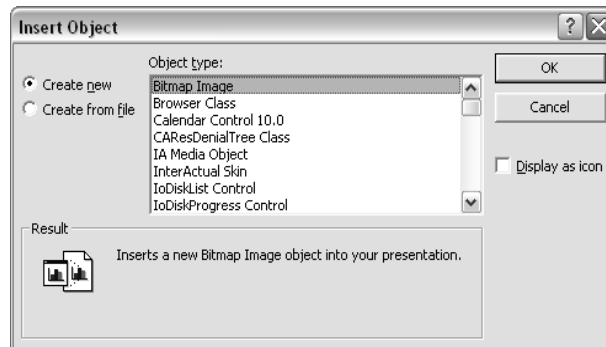 Insert Object
Object type:
Create new
Create from file
Bitmap Image
Browser Class
Calendar Control 10.0
CAResDenialTree Class
IA Media Object
InterActual Skin
IoDiskList Control
IoDiskProgress Control
OK
Cancel
Display as icon
Result
Inserts a new Bitmap Image object into your presentation.